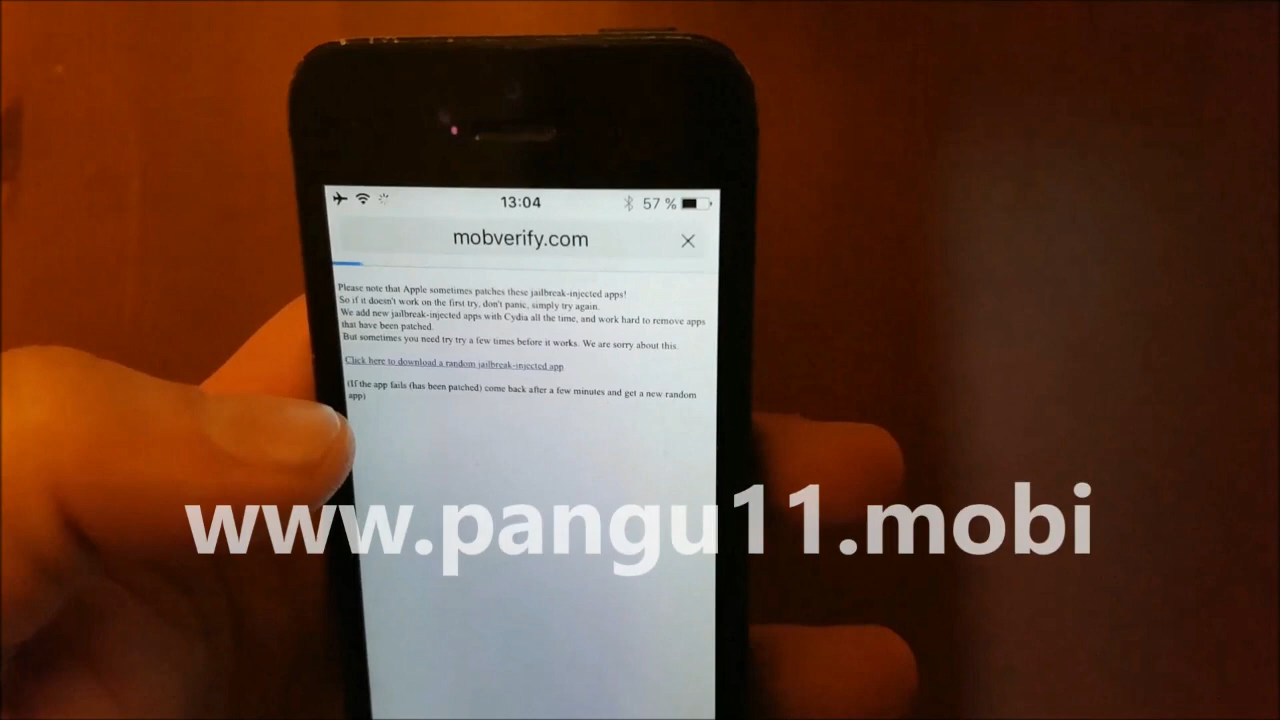 13:04
57 %
mobverify.com
Please note that Apple sometimes patches these jailbreak-injected apps!
So if it doesn't work on the first try, don't panic, simply try again.
We add new jailbreak-injected apps with Cydia all the time, and work hard to remove apps
that have been patched.
But sometimes you need try try a few times before it works. We are sorry about this.
Click here to download a random jailbreak-injected app
(If the app fails (has been patched) come back after a few minutes and get a new random
app)
www.pangu11.mobi